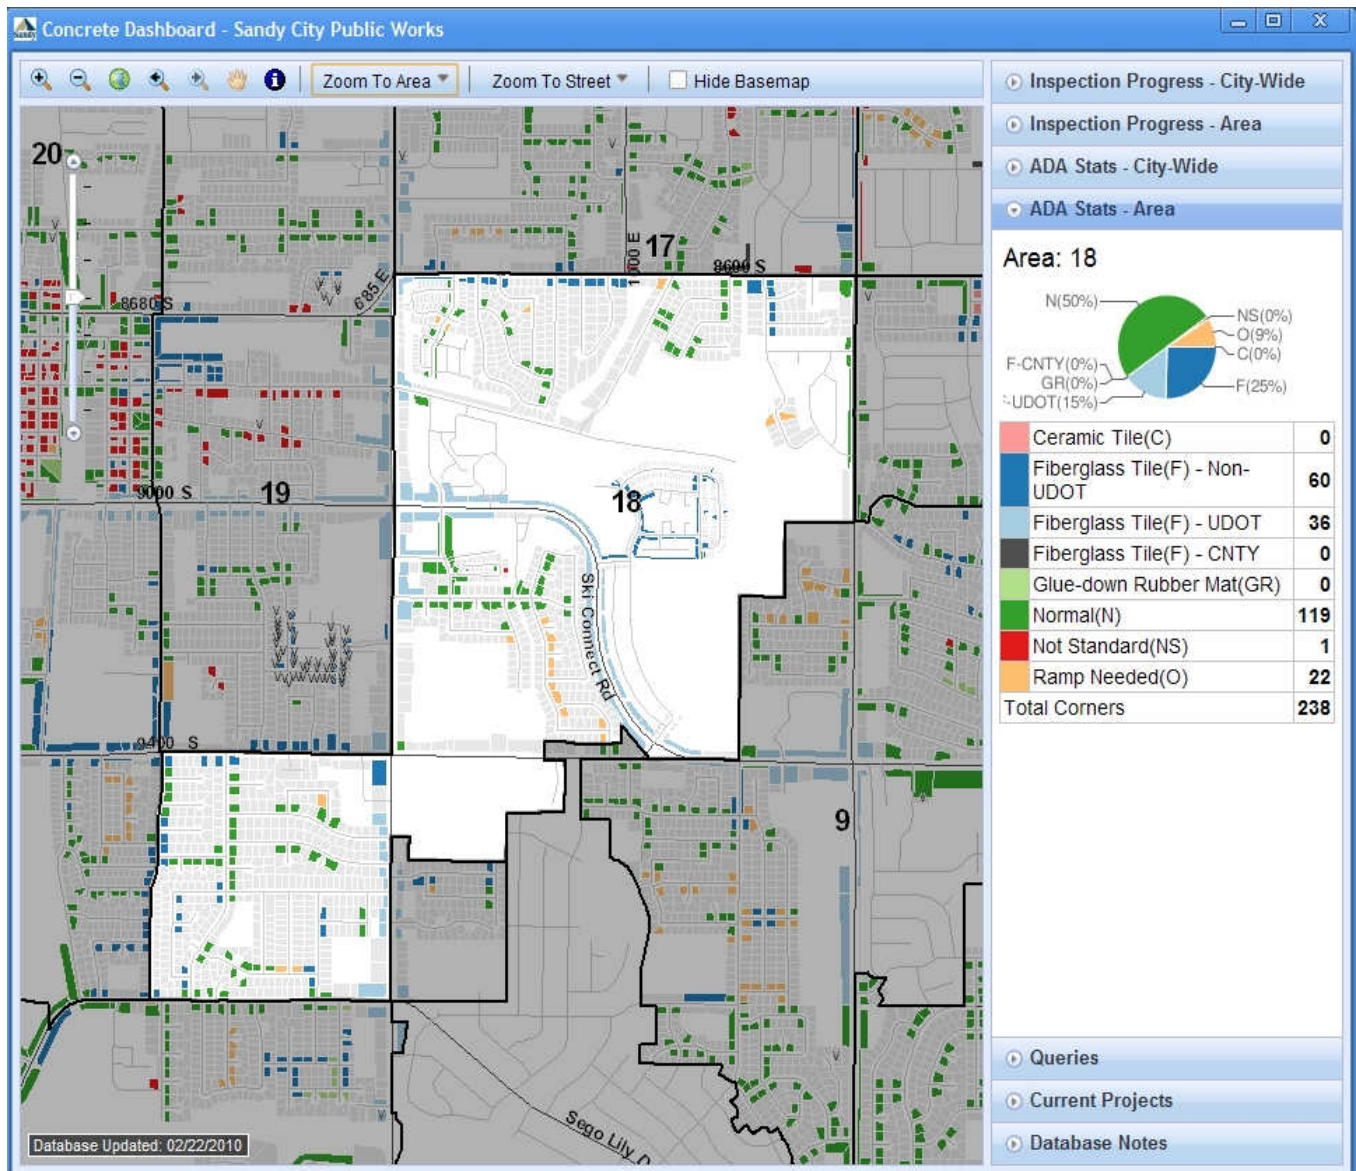 Concrete Dashboard - Sandy City Public Works
Zoom To Area
Zoom To Street
Hide Basemap
Inspection Progress - City-Wide
Inspection Progress - Area
ADA Stats - City-Wide
ADA Stats - Area
Area: 18
N(50%)
NS(0%)
O(9%)
C(0%)
F-CNTY(0%)
GR(0%)
F(25%)
-UDOT(15%)
Ceramic Tile(C) 0
Fiberglass Tile(F) - Non-
UDOT 60
Fiberglass Tile(F) - UDOT 36
Fiberglass Tile(F) - CNTY 0
Glue-down Rubber Mat(GR) 0
Normal(N) 119
Not Standard(NS) 1
Ramp Needed(O) 22
Total Corners 238
Queries
Current Projects
Database Notes
20
17
1000 E
8600 S
8680 S
685 E
9000 S
19
18
Ski Connect Rd
9400 S
9
Sego Lily D
Database Updated: 02/22/2010